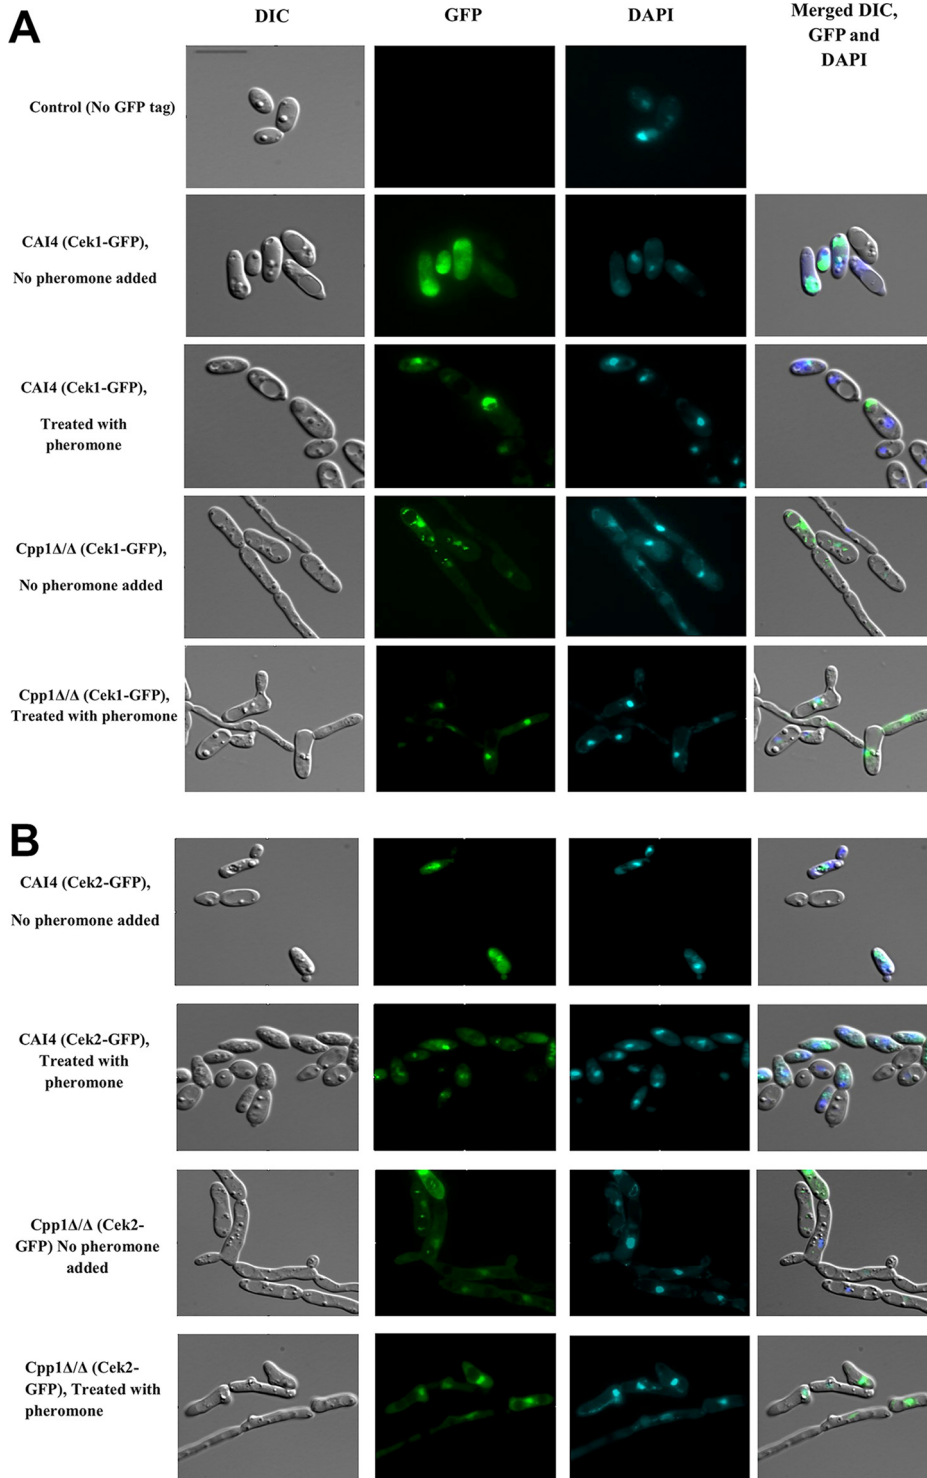 A
DIC
GFP
DAPI
Merged DIC,
GFP and
DAPI
Control (No GFP tag)
CAI4 (Cek1-GFP),
No pheromone added
CAI4 (Cek1-GFP),
Treated with
pheromone
Cpp1Δ/Δ (Cek1-GFP),
No pheromone added
Cpp1Δ/Δ (Cek1-GFP),
Treated with pheromone
B
CAI4 (Cek2-GFP),
No pheromone added
CAI4 (Cek2-GFP),
Treated with
pheromone
Cpp1Δ/Δ (Cek2-
GFP) No pheromone
added
Cpp1Δ/Δ (Cek2-
GFP), Treated with
pheromone